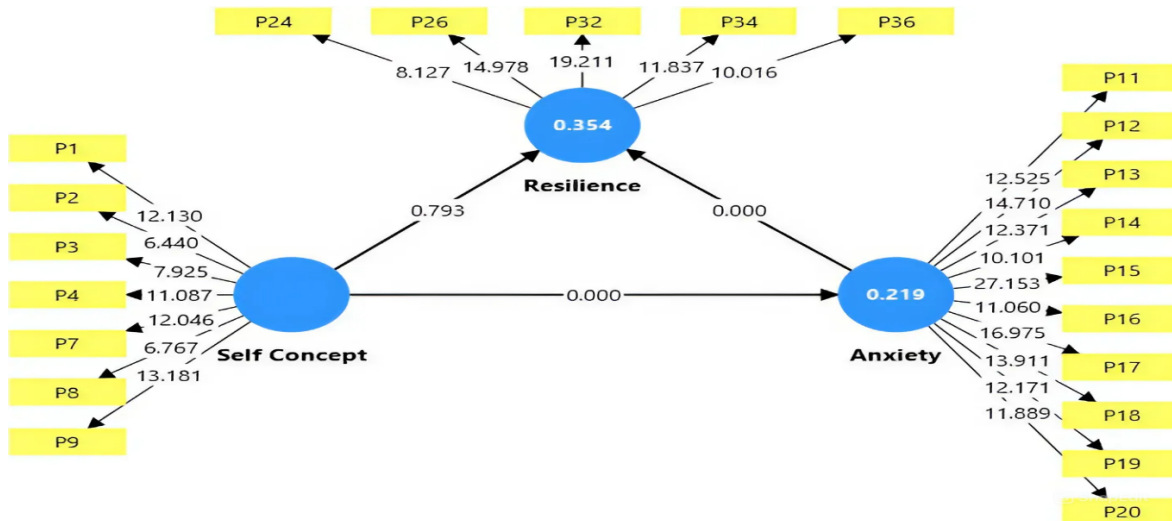 P24 P26 P32 P34 P36
8.127 14.978 19.211 11.837 10.016
0.354
Resilience
P1
P2
P3
P4
P7
P8
P9
12.130
6.440
7.925
11.087
12.046
6.767
13.181
Self Concept
0.793
0.000
0.000
0.219
Anxiety
12.525
14.710
12.371
10.101
27.153
11.060
16.975
13.911
12.171
11.889
P11
P12
P13
P14
P15
P16
P17
P18
P19
P20